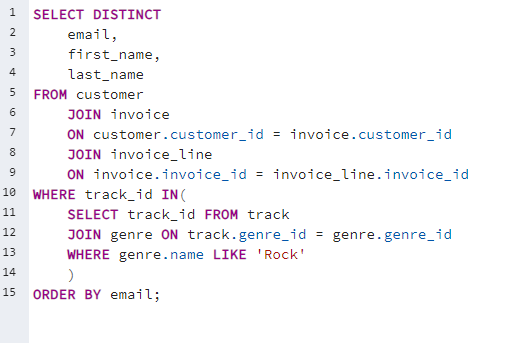 1 SELECT DISTINCT
2 email,
3 first_name,
4 last_name
5 FROM customer
6 JOIN invoice
7 ON customer.customer_id = invoice.customer_id
8 JOIN invoice_line
9 ON invoice.invoice_id = invoice_line.invoice_id
10 WHERE track_id IN(
11 SELECT track_id FROM track
12 JOIN genre ON track.genre_id = genre.genre_id
13 WHERE genre.name LIKE 'Rock'
14 )
15 ORDER BY email;